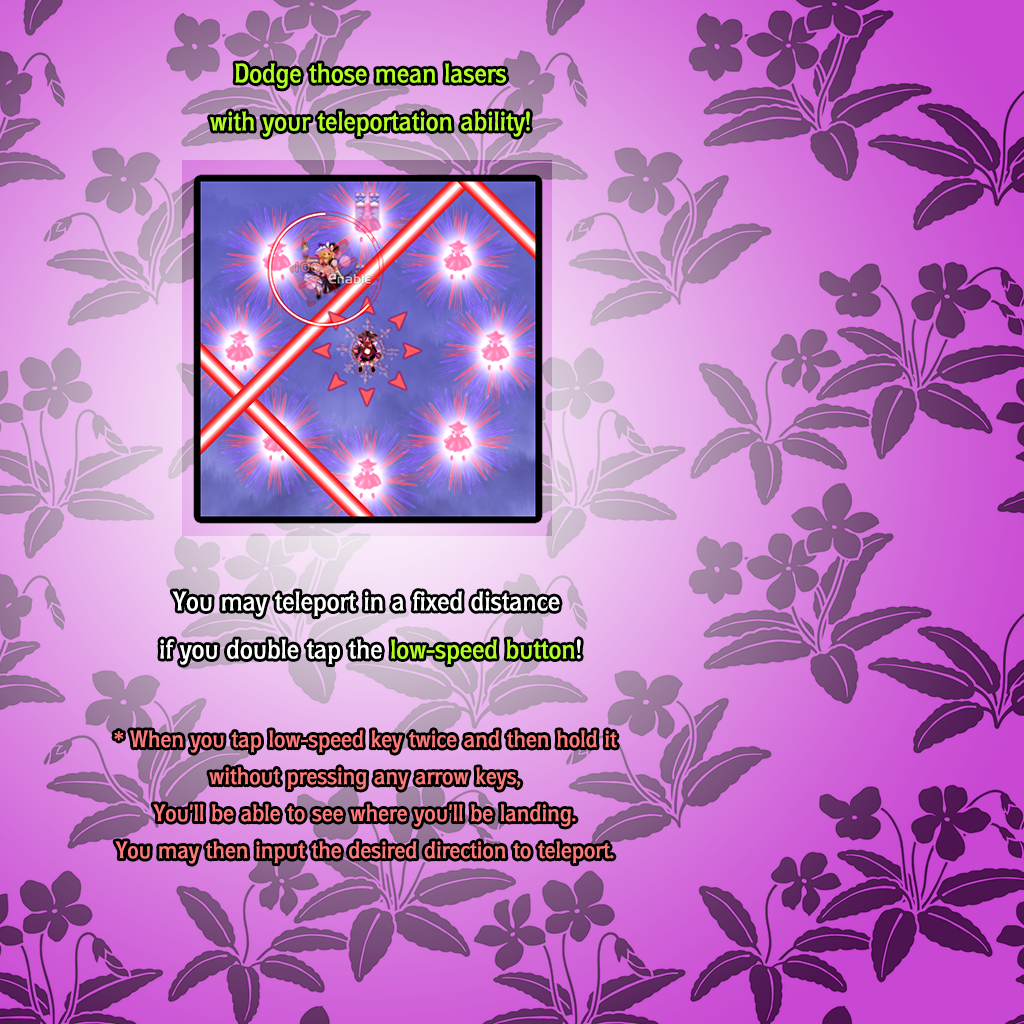 Dodge those mean lasers
with your teleportation ability!
Enable
You may teleport in a fixed distance
if you double tap the low-speed button!
* When you tap low-speed key twice and then hold it
without pressing any arrow keys,
You'll be able to see where you'll be landing.
You may then input the desired direction to teleport.